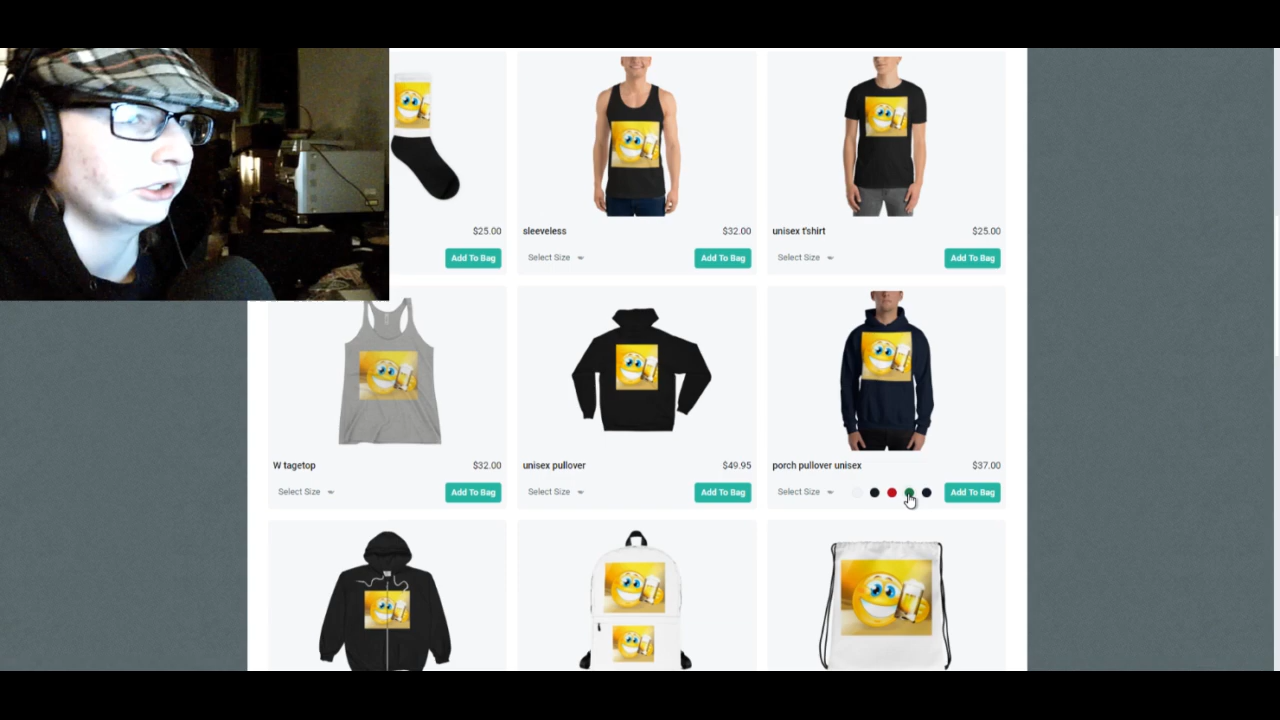 $25.00
Add To Bag
sleeveless $32.00
Select Size Add To Bag
unisex t'shirt $25.00
Select Size Add To Bag
W tagetop $32.00
Select Size Add To Bag
unisex pullover $49.95
Select Size Add To Bag
porch pullover unisex $37.00
Select Size Add To Bag